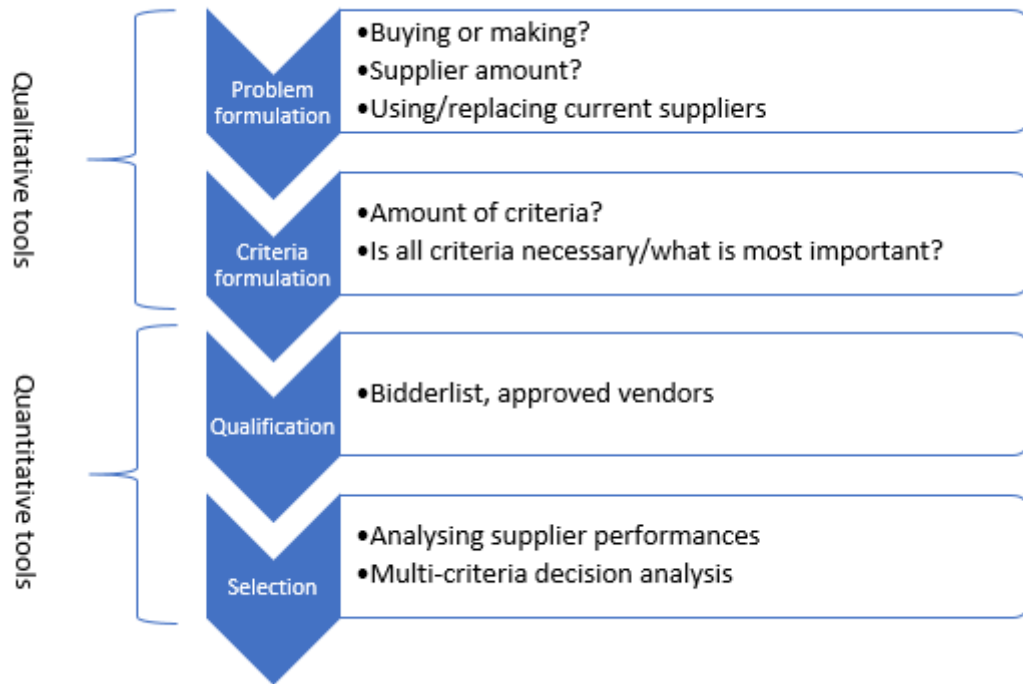 Qualitative tools
Problem
formulation
•Buying or making?
•Supplier amount?
•Using/replacing current suppliers
Criteria
formulation
•Amount of criteria?
•Is all criteria necessary/what is most important?
Quantitative tools
Qualification
•Bidderlist, approved vendors
Selection
•Analysing supplier performances
•Multi-criteria decision analysis